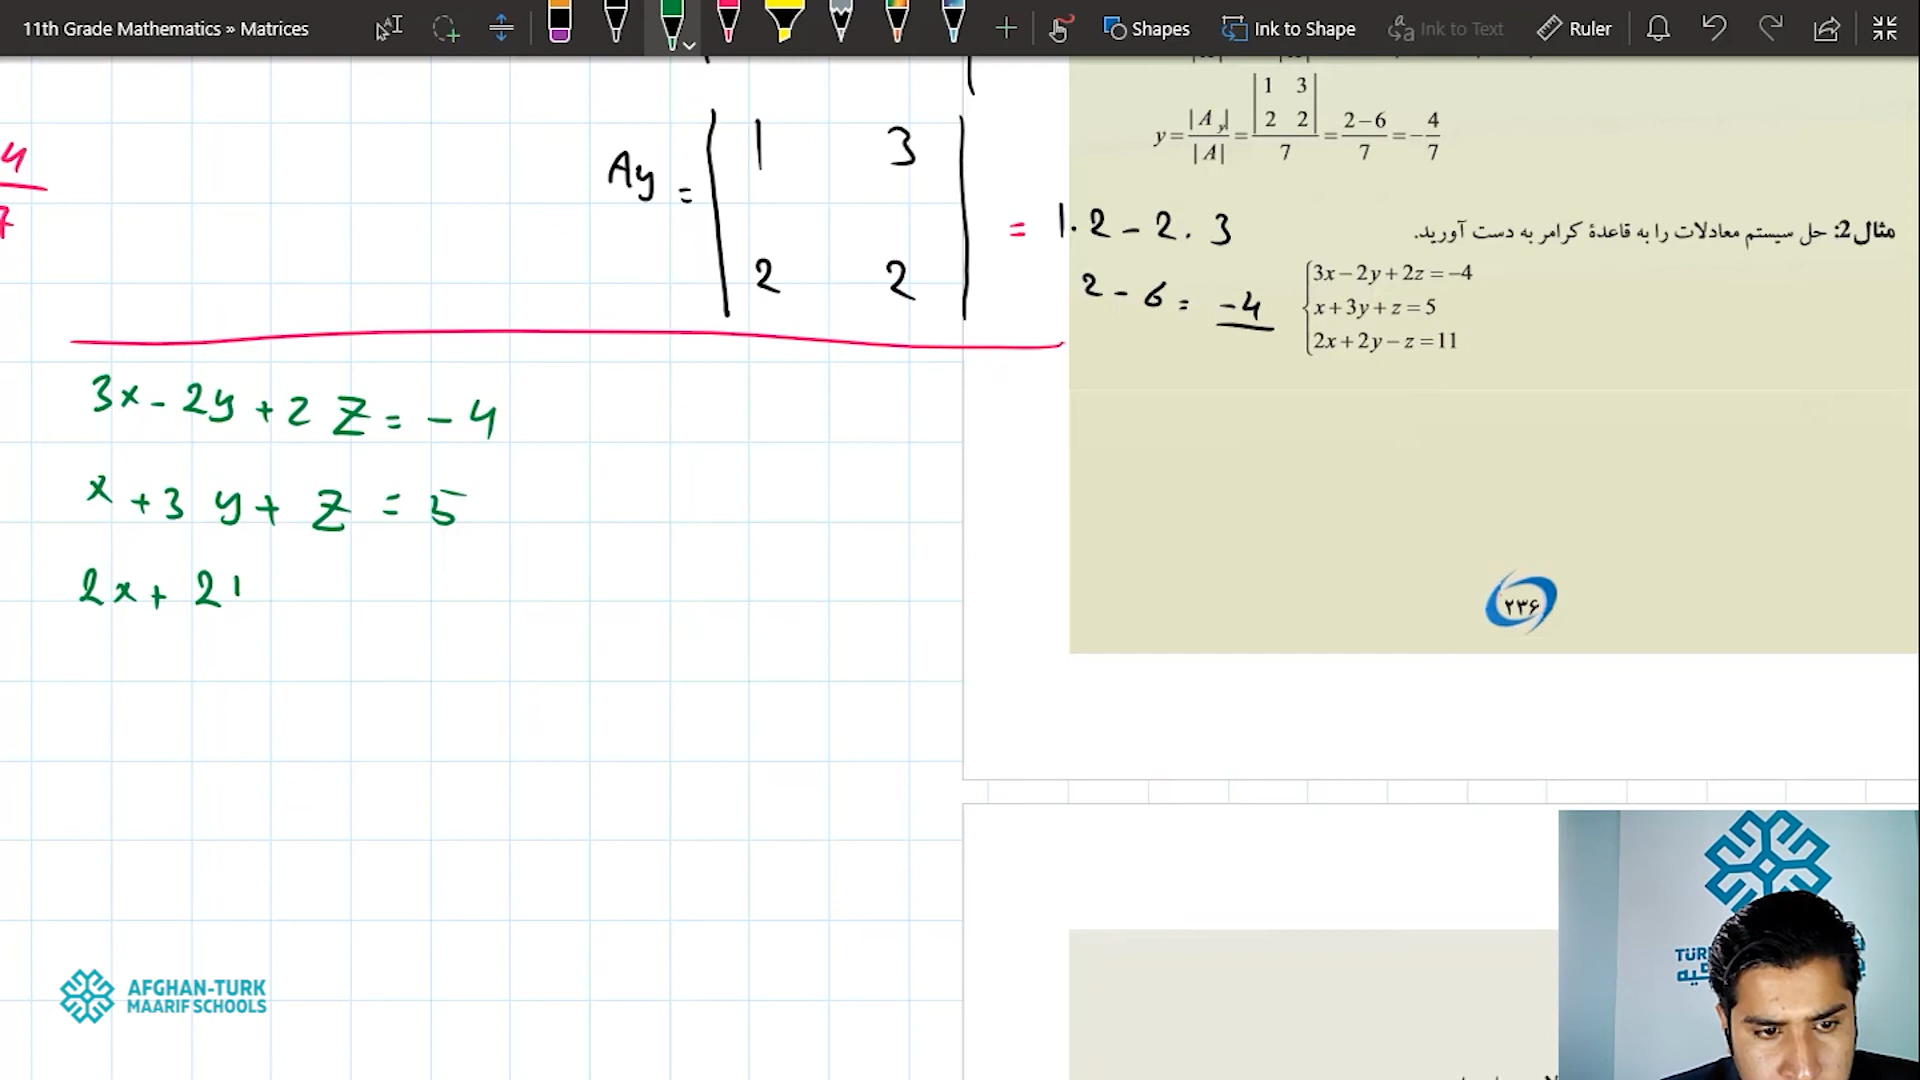 11th Grade Mathematics » Matrices
Shapes
Ink to Shape
Ink to Text
Ruler
4
7
Ay = | 1 3 |
| 2 2 |
= 1.2 - 2.3
2 - 6 = -4
3x - 2y + 2z = -4
x + 3y + z = 5
2x + 2
y = |A_y| / |A| = | 1 3 | | 2 2 | / 7 = 2-6 / 7 = - 4 / 7
مثال 2: حل سیستم معادلات را به قاعدهٔ کرامر به دست آورید.
3x − 2y + 2z = −4
x + 3y + z = 5
2x + 2y − z = 11
۲۳۶
AFGHAN-TURK
MAARIF SCHOOLS